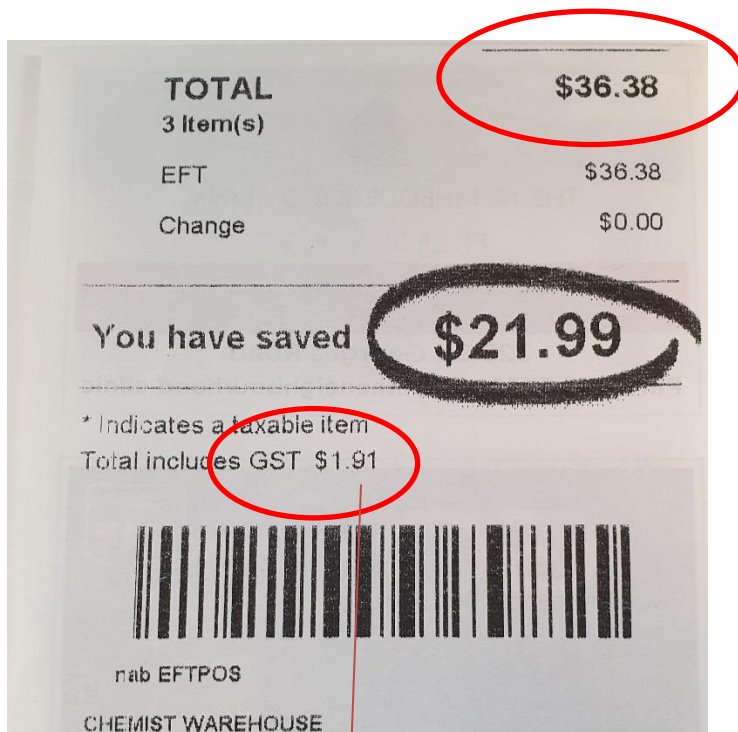 TOTAL $36.38
3 Item(s)
EFT $36.38
Change $0.00
You have saved $21.99
* Indicates a taxable item
Total includes GST $1.91
nab EFTPOS
CHEMIST WAREHOUSE